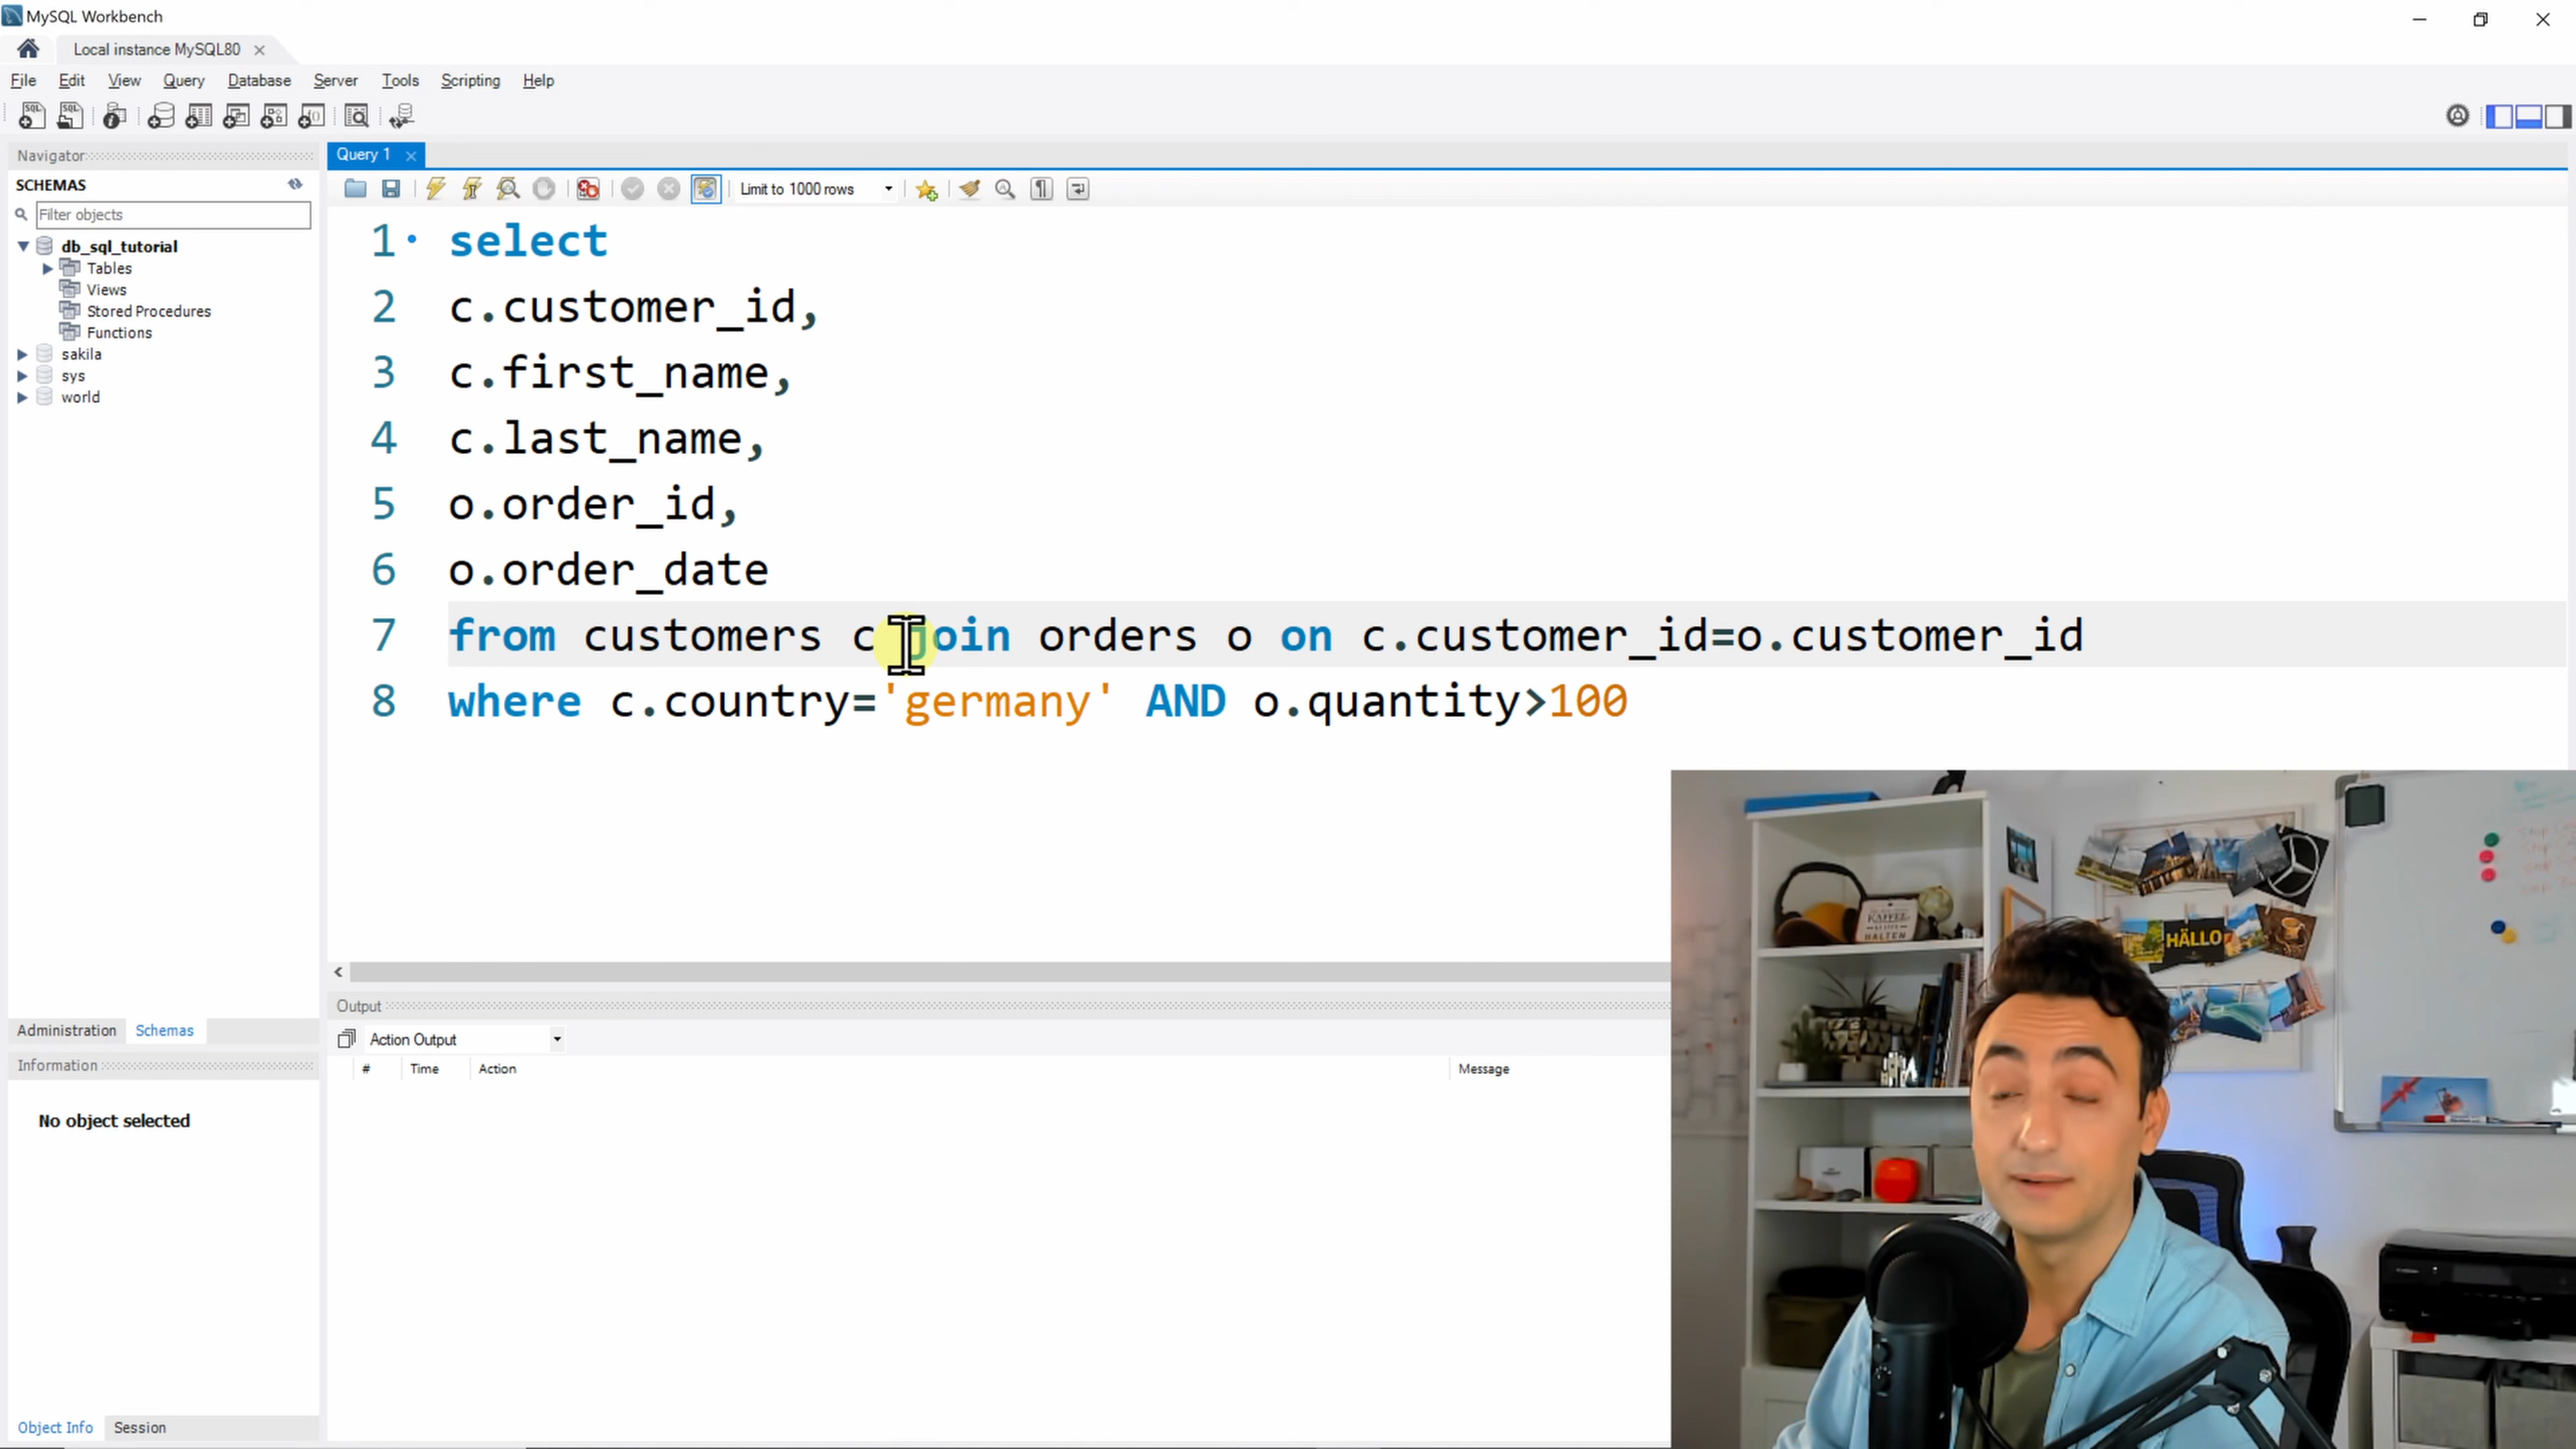 MySQL Workbench
Local instance MySQL80
File Edit View Query Database Server Tools Scripting Help
Navigator
SCHEMAS
Filter objects
db_sql_tutorial
Tables
Views
Stored Procedures
Functions
sakila
sys
world
Administration Schemas
Information
No object selected
Object Info Session
Query 1
Limit to 1000 rows
1 select
2 c.customer_id,
3 c.first_name,
4 c.last_name,
5 o.order_id,
6 o.order_date
7 from customers c join orders o on c.customer_id=o.customer_id
8 where c.country='germany' AND o.quantity>100
Output
Action Output
# Time Action Message
KAFFEE
HALTEN
HÄLLO